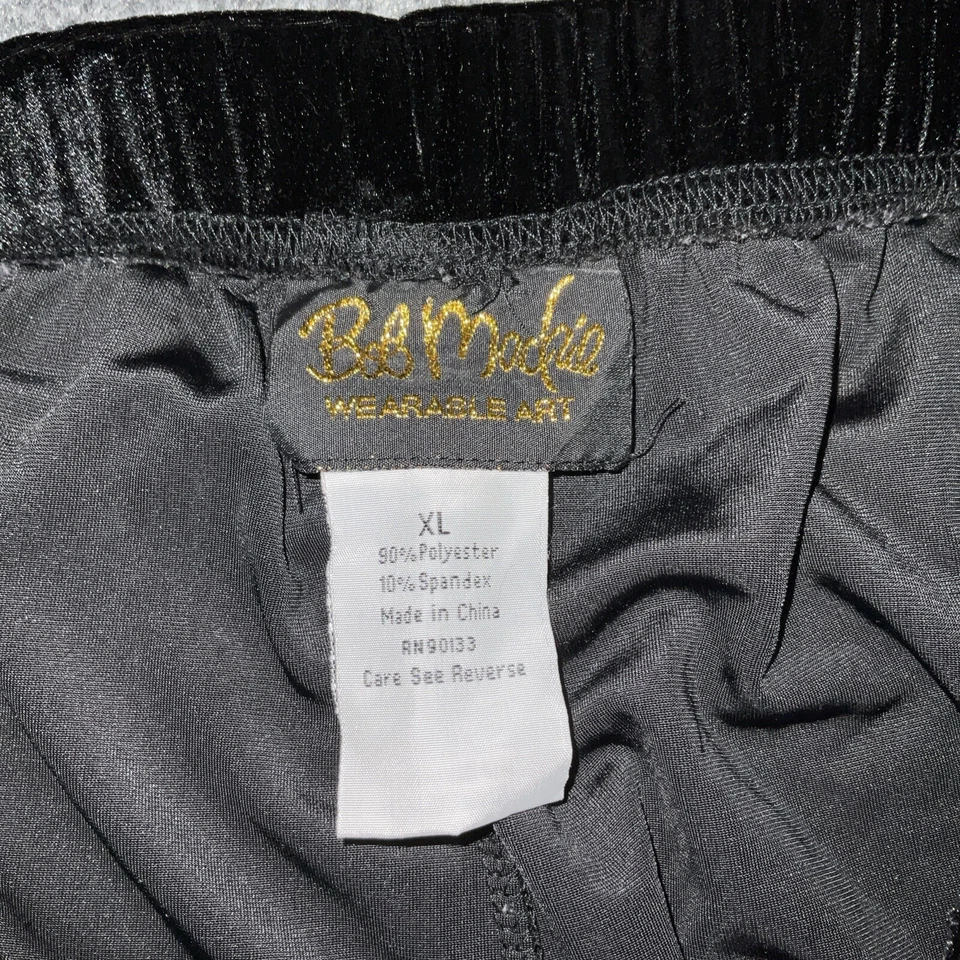 Bob Mackie
WEARABLE ART
XL
90% Polyester
10% Spandex
Made in China
RN90133
Care See Reverse